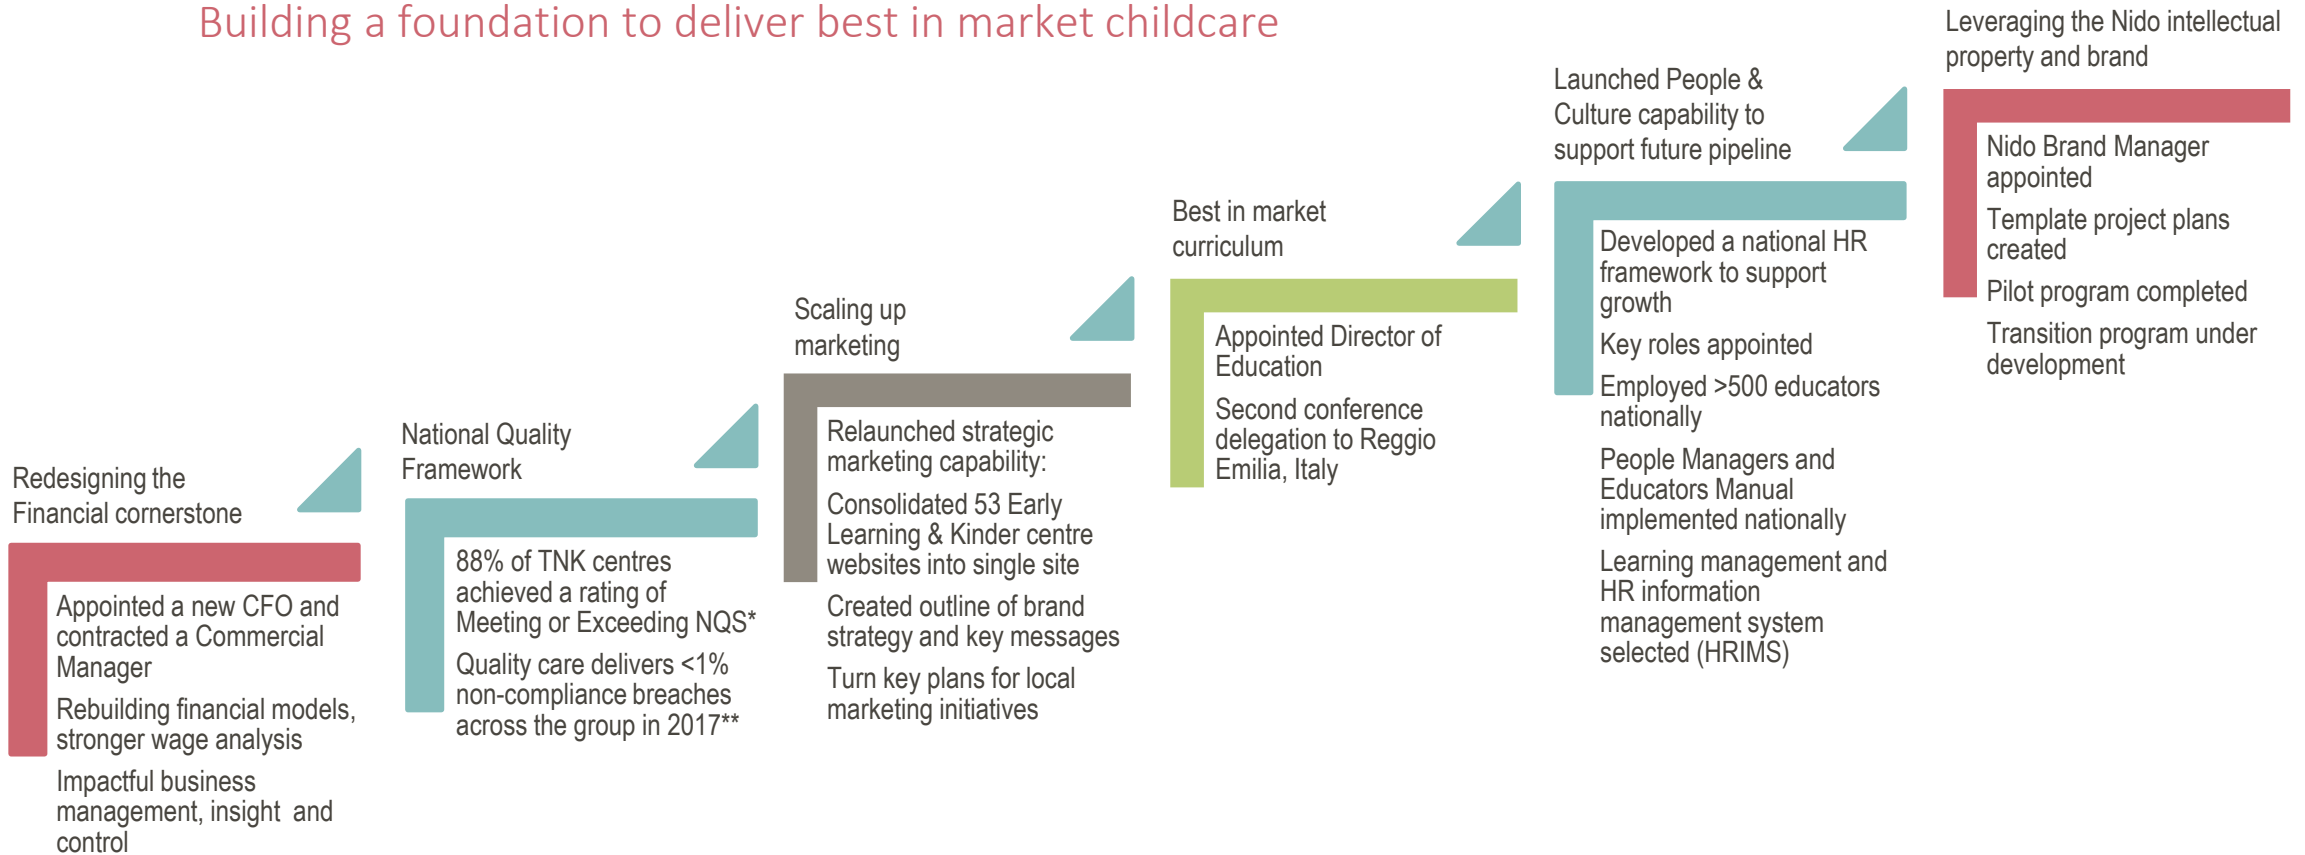 Building a foundation to deliver best in market childcare
Redesigning the
Financial cornerstone
Appointed a new CFO and
contracted a Commercial
Manager
Rebuilding financial models,
stronger wage analysis
Impactful business
management, insight and
control
National Quality
Framework
88% of TNK centres
achieved a rating of
Meeting or Exceeding NQS*
Quality care delivers <1%
non-compliance breaches
across the group in 2017**
Scaling up
marketing
Relaunched strategic
marketing capability:
Consolidated 53 Early
Learning & Kinder centre
websites into single site
Created outline of brand
strategy and key messages
Turn key plans for local
marketing initiatives
Best in market
curriculum
Appointed Director of
Education
Second conference
delegation to Reggio
Emilia, Italy
Launched People &
Culture capability to
support future pipeline
Developed a national HR
framework to support
growth
Key roles appointed
Employed >500 educators
nationally
People Managers and
Educators Manual
implemented nationally
Learning management and
HR information
management system
selected (HRIMS)
Leveraging the Nido intellectual
property and brand
Nido Brand Manager
appointed
Template project plans
created
Pilot program completed
Transition program under
development